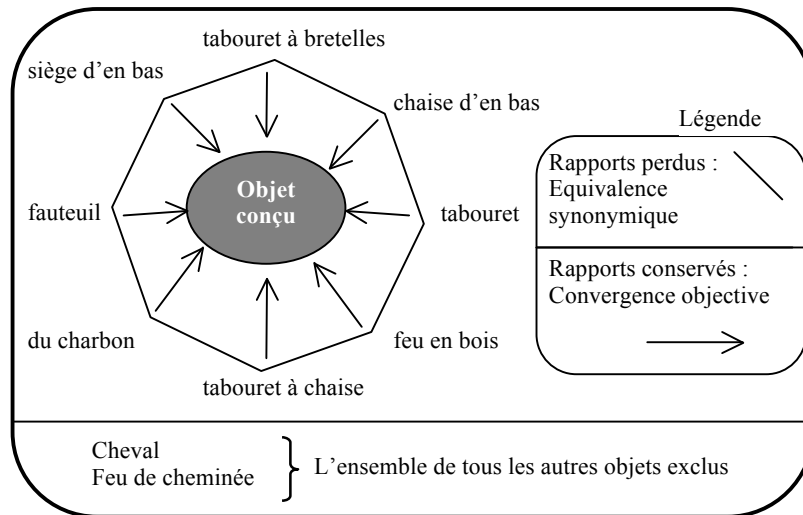 tabouret à bretelles
siège d'en bas
chaise d'en bas
Légende
Rapports perdus :
Equivalence
synonymique
Objet
conçu
fauteuil
tabouret
Rapports conservés :
Convergence objective
du charbon
feu en bois
tabouret à chaise
Cheval
Feu de cheminée
L'ensemble de tous les autres objets exclus